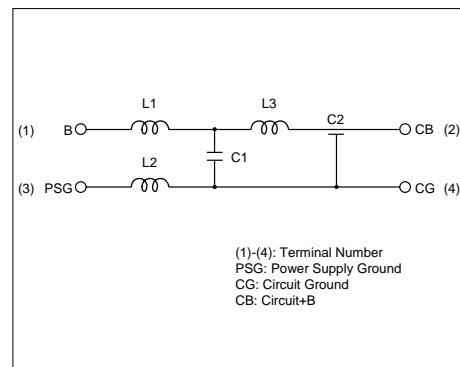 L1 L3
C2
(1) B CB (2)
C1
L2
(3) PSG CG (4)
(1)-(4): Terminal Number
PSG: Power Supply Ground
CG: Circuit Ground
CB: Circuit+B